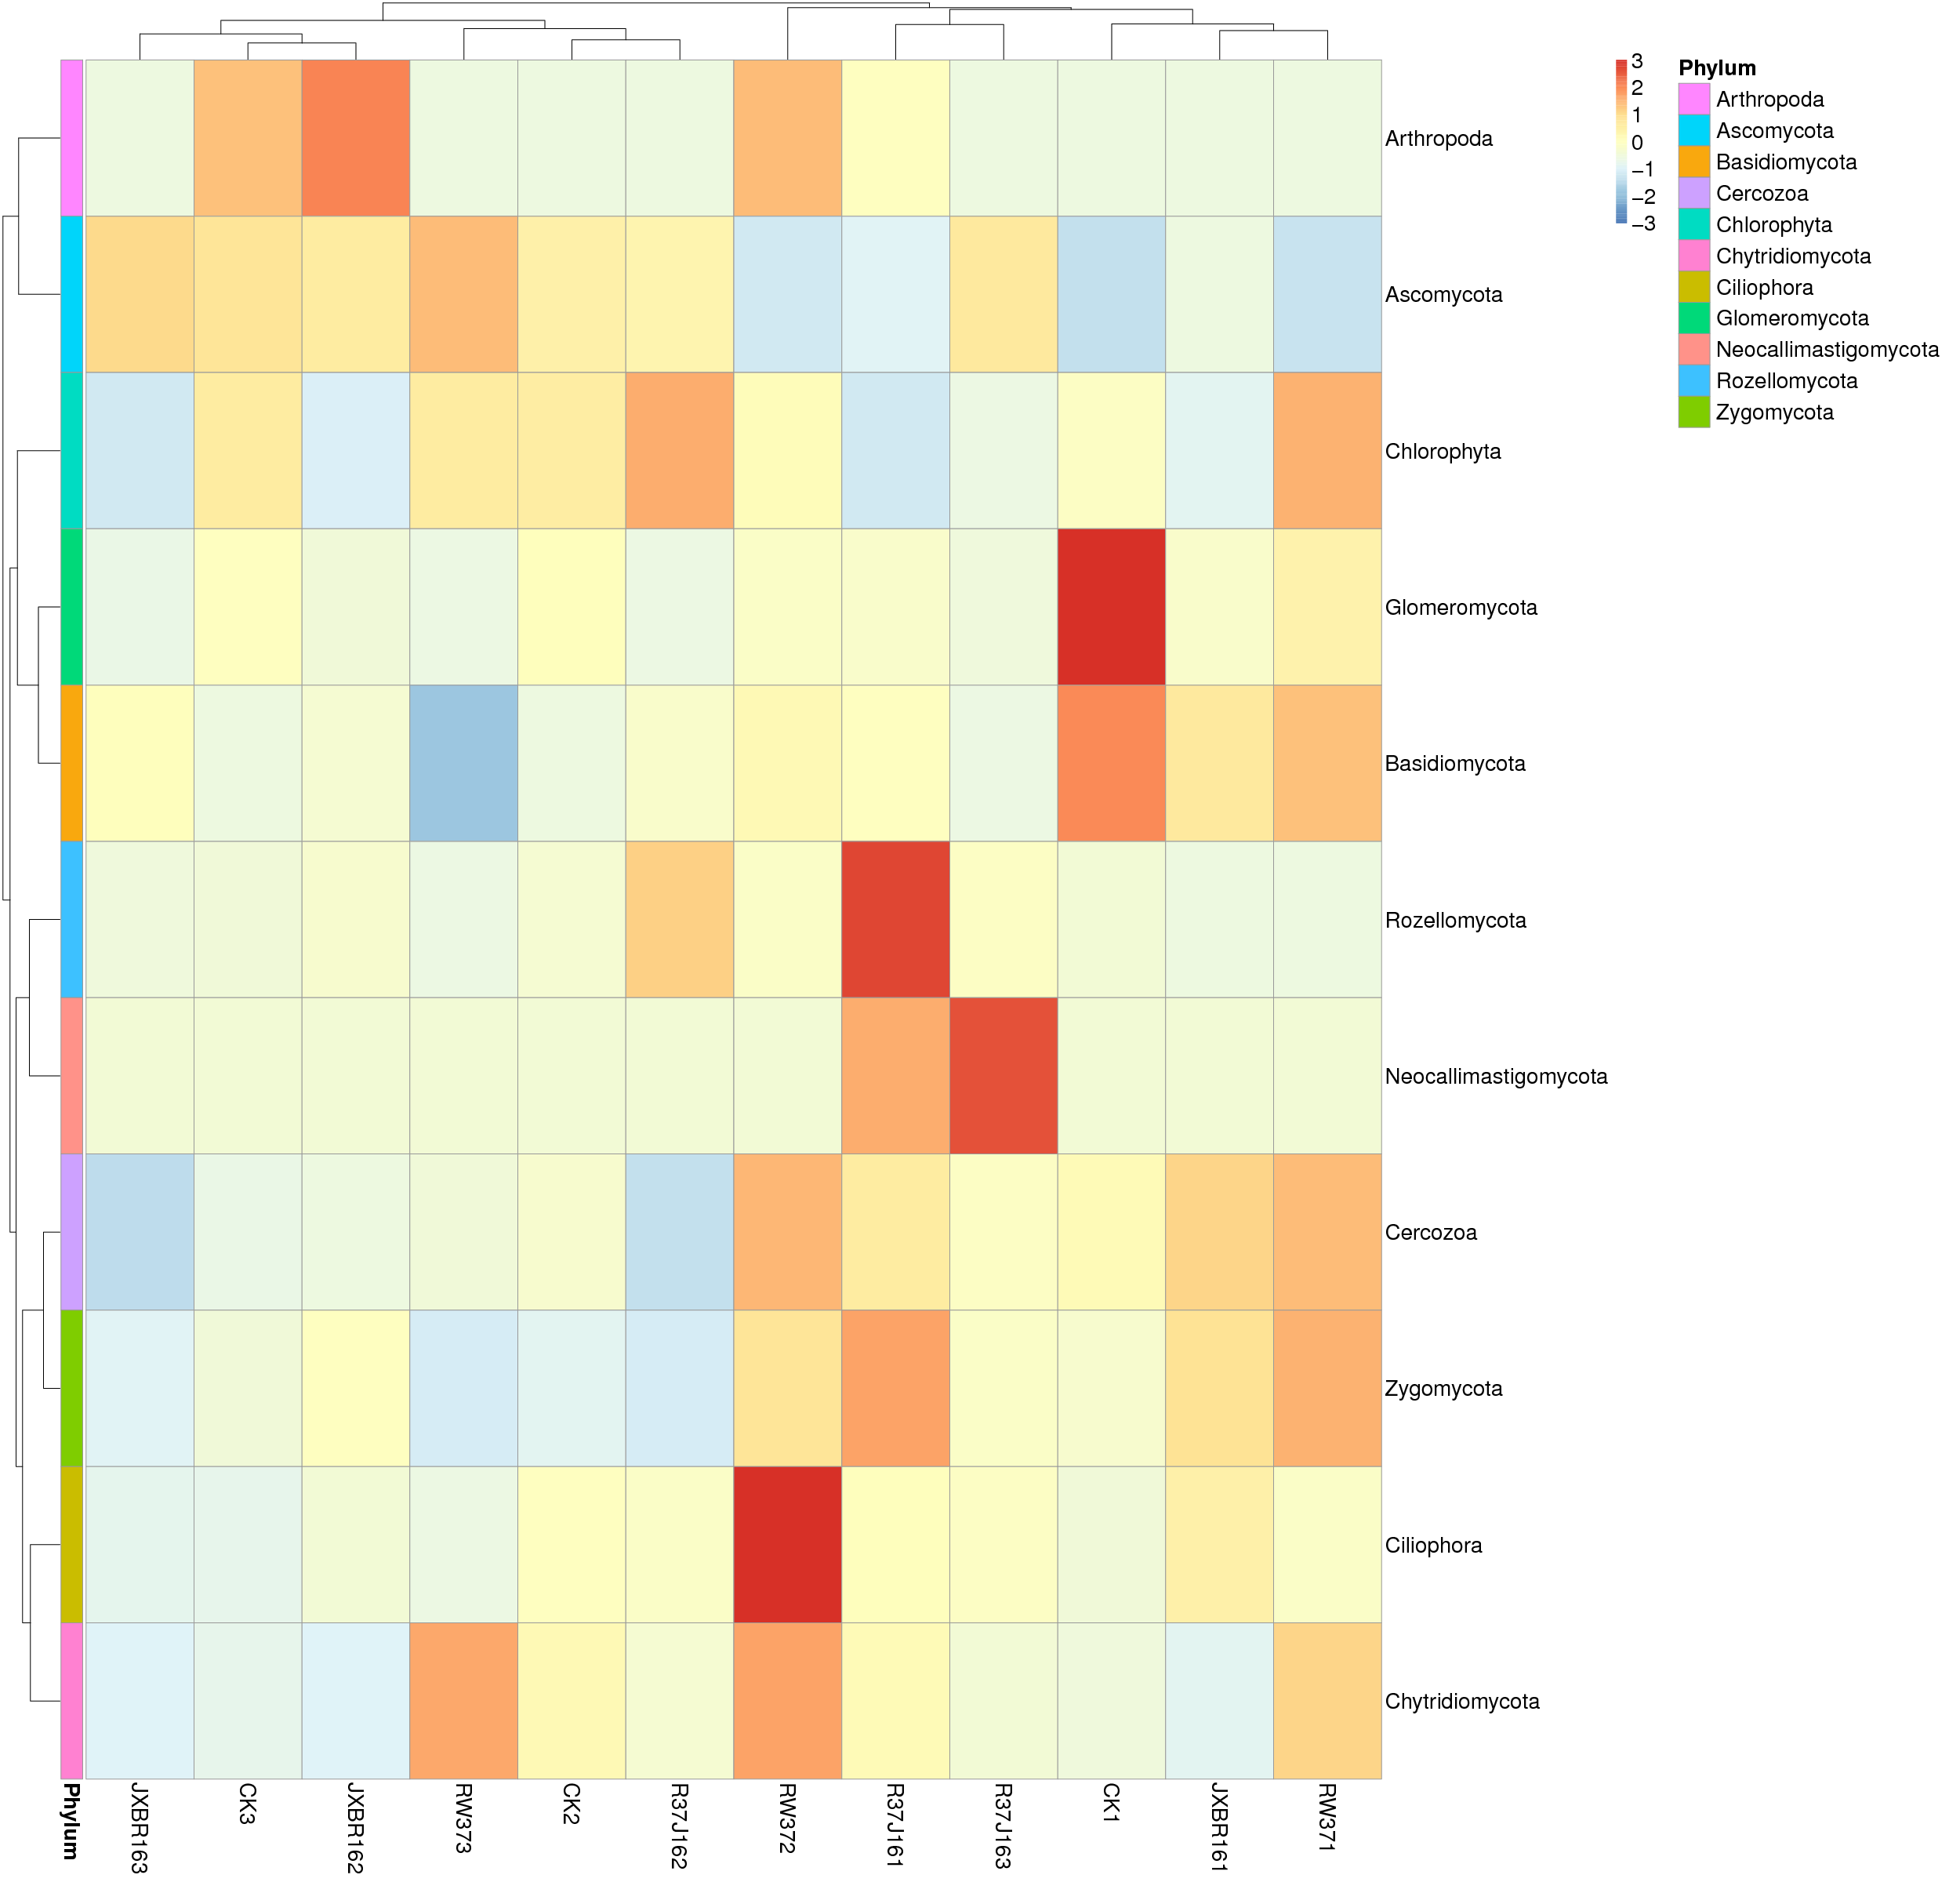 3
2
1
0
−1
−2
−3
Phylum
Arthropoda
Ascomycota
Basidiomycota
Cercozoa
Chlorophyta
Chytridiomycota
Ciliophora
Glomeromycota
Neocallimastigomycota
Rozellomycota
Zygomycota
Arthropoda
Ascomycota
Chlorophyta
Glomeromycota
Basidiomycota
Rozellomycota
Neocallimastigomycota
Cercozoa
Zygomycota
Ciliophora
Chytridiomycota
Phylum
JXBR163
CK3
JXBR162
RW373
CK2
R37J162
RW372
R37J161
R37J163
CK1
JXBR161
RW371